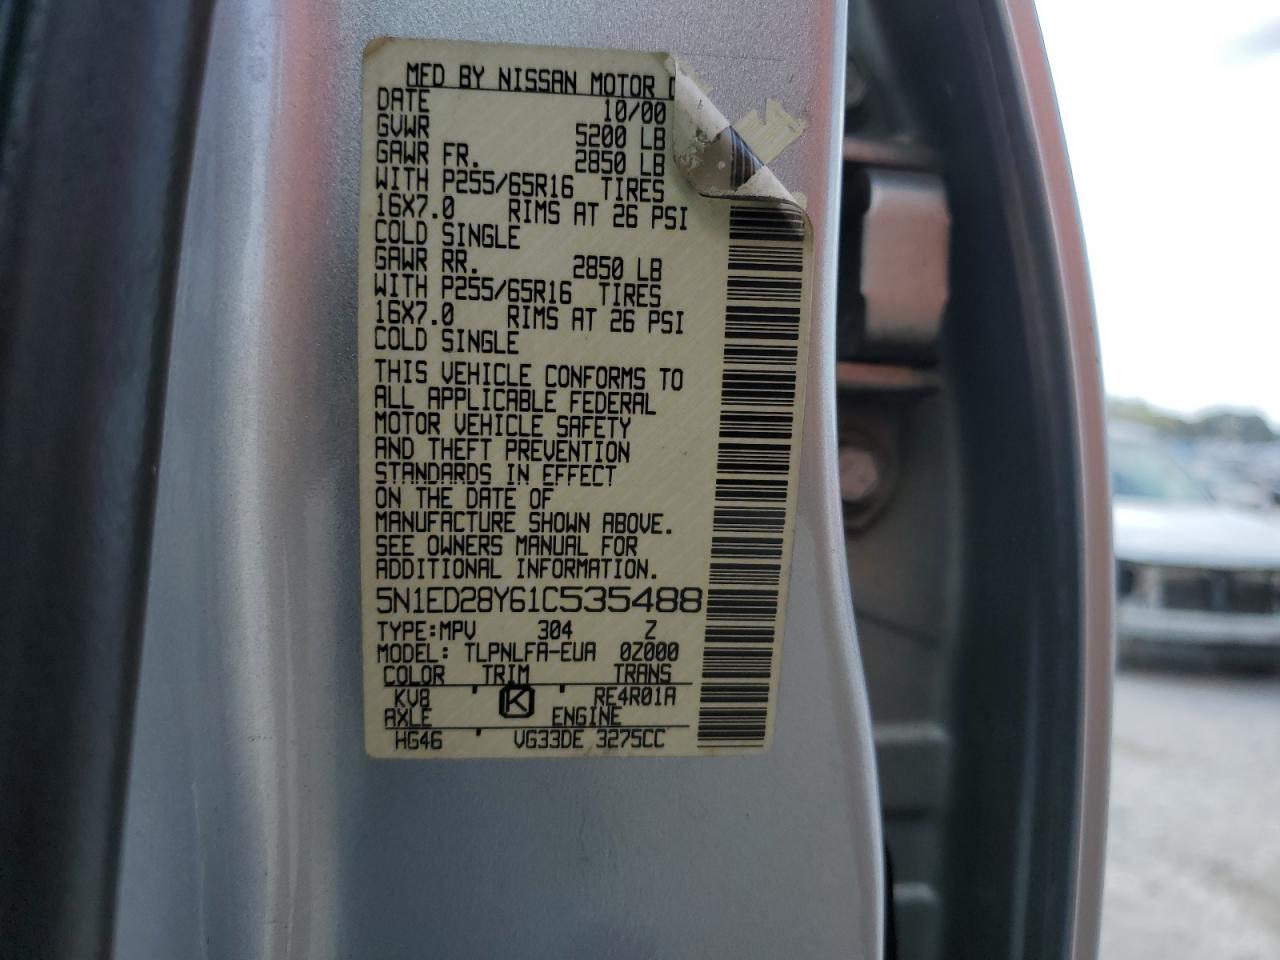 MFD BY NISSAN MOTOR
DATE 10/00
GVWR 5200 LB
GAWR FR. 2850 LB
WITH P255/65R16 TIRES
16X7.0 RIMS AT 26 PSI
COLD SINGLE
GAWR RR. 2850 LB
WITH P255/65R16 TIRES
16X7.0 RIMS AT 26 PSI
COLD SINGLE
THIS VEHICLE CONFORMS TO
ALL APPLICABLE FEDERAL
MOTOR VEHICLE SAFETY
AND THEFT PREVENTION
STANDARDS IN EFFECT
ON THE DATE OF
MANUFACTURE SHOWN ABOVE.
SEE OWNERS MANUAL FOR
ADDITIONAL INFORMATION.
5N1ED28Y61C535488
TYPE:MPV 304 Z
MODEL: TLPNLFA-EUA 0Z000
COLOR TRIM TRANS
KV8 K RE4R01A
AXLE ENGINE
HG46 VG33DE 3275CC